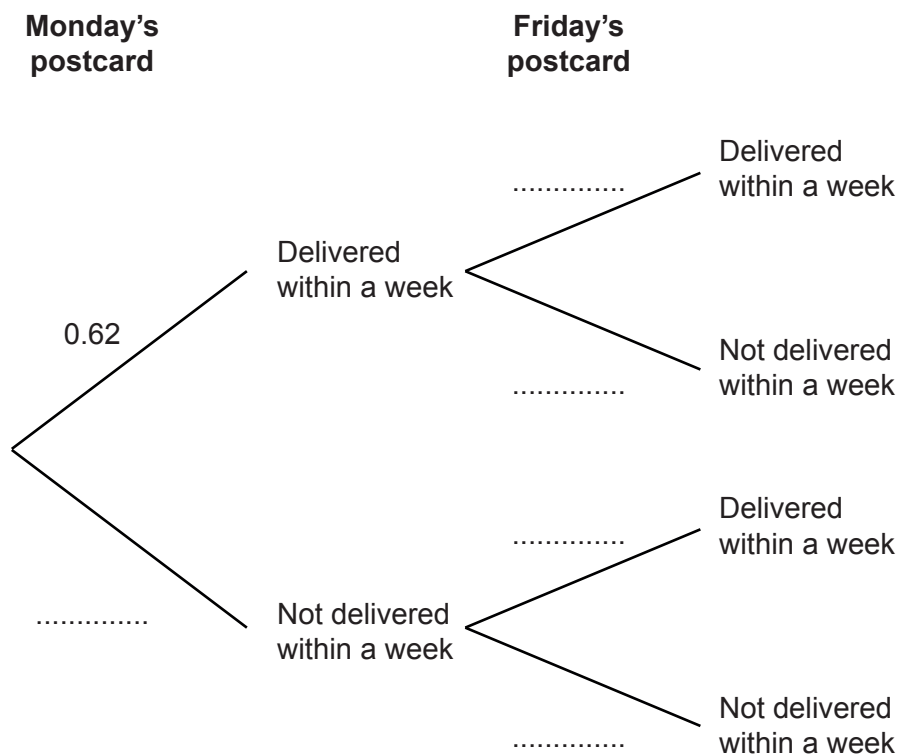 Monday’s
postcard
Friday’s
postcard
Delivered
within a week
..............
Delivered
within a week
0.62
Not delivered
within a week
..............
Delivered
within a week
..............
Not delivered
within a week
..............
Not delivered
within a week
..............